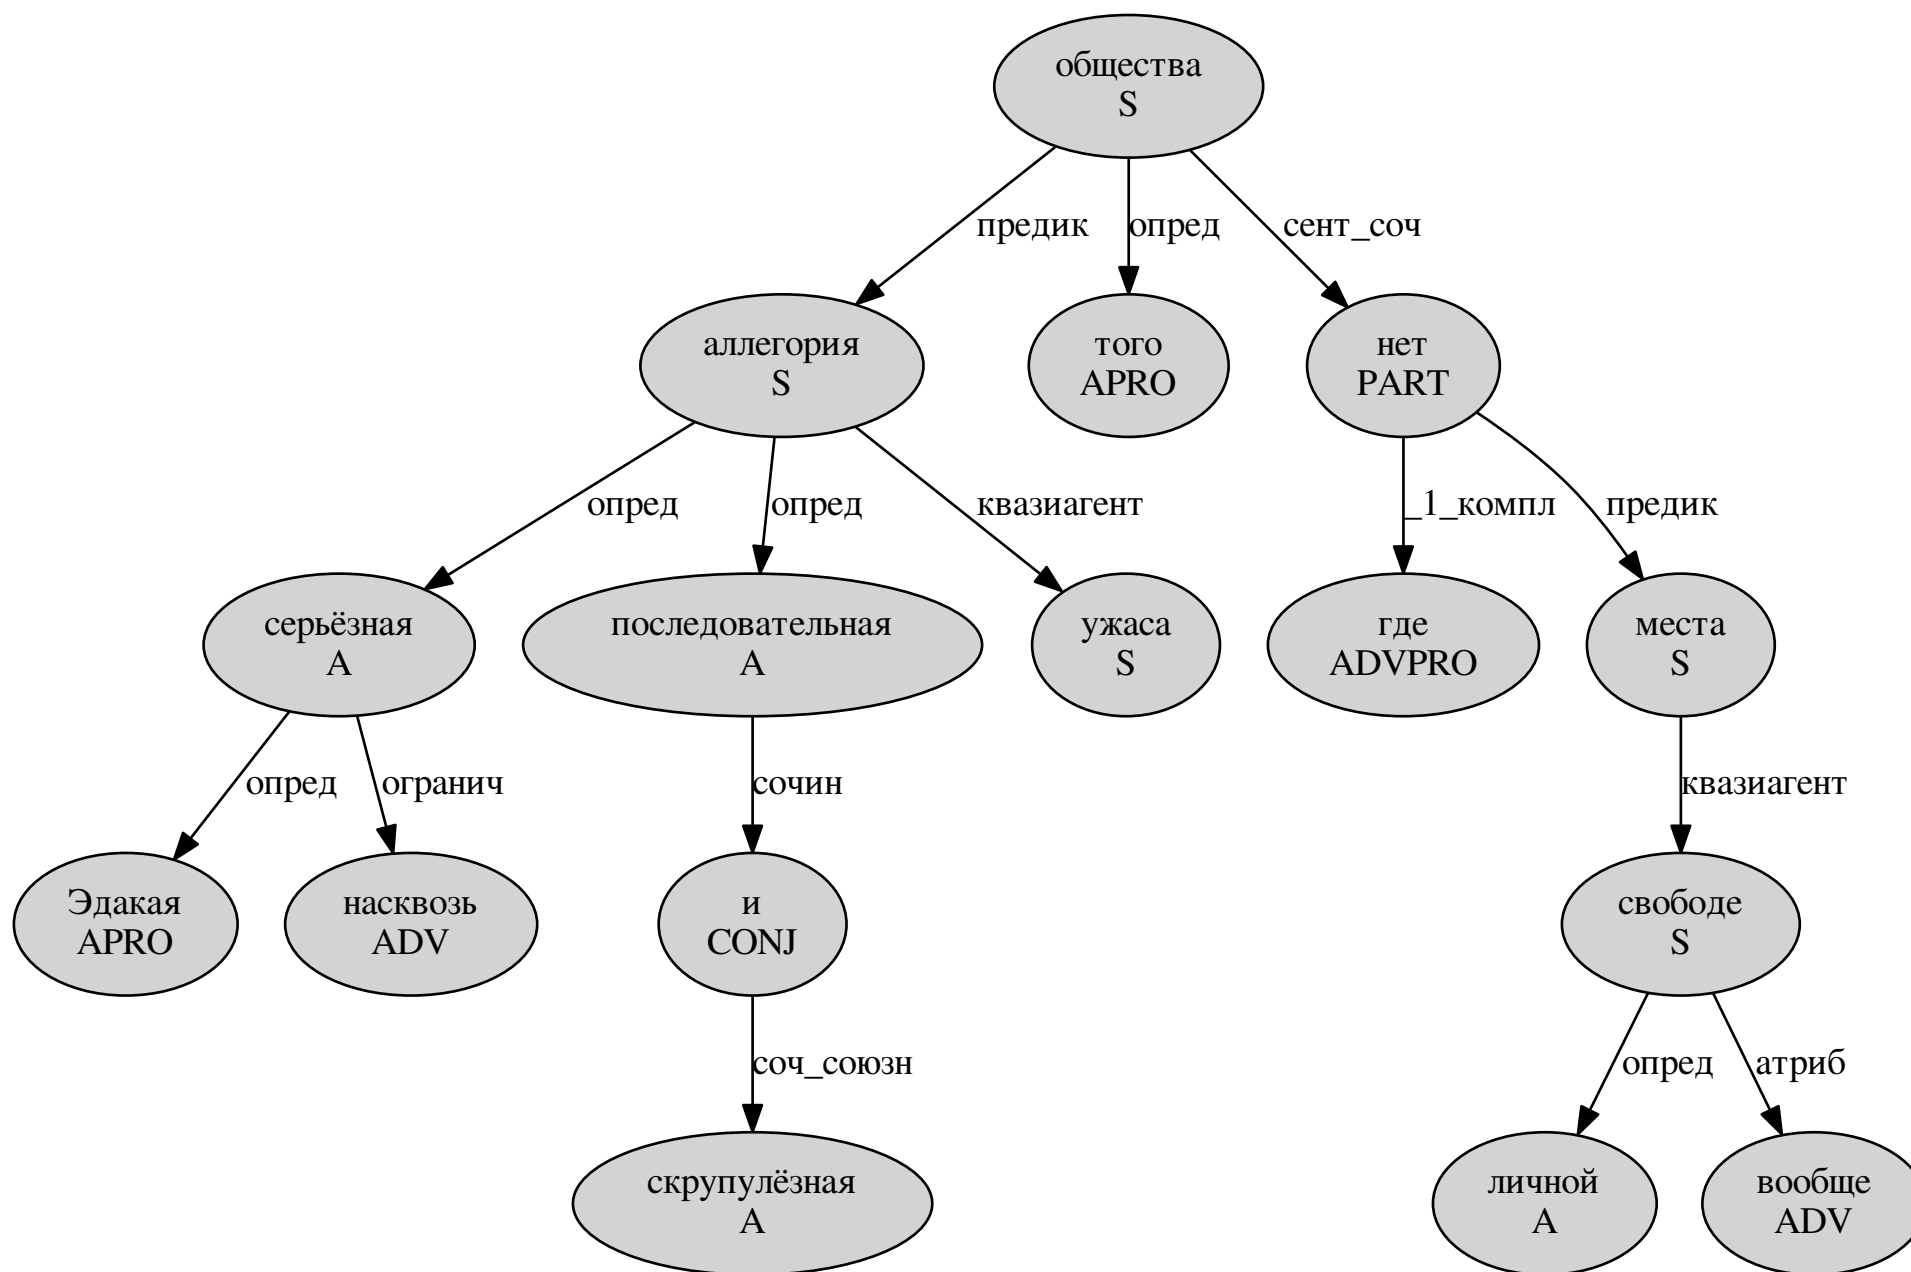 общества
S
предик
опред
сент_соч
аллегория
S
того
APRO
нет
PART
опред
опред
квазиагент
_1_компл
предик
серьёзная
A
последовательная
A
ужаса
S
где
ADVPRO
места
S
опред
огранич
сочин
квазиагент
Эдакая
APRO
насквозь
ADV
и
CONJ
свободе
S
соч_союзн
опред
атриб
скрупулёзная
A
личной
A
вообще
ADV